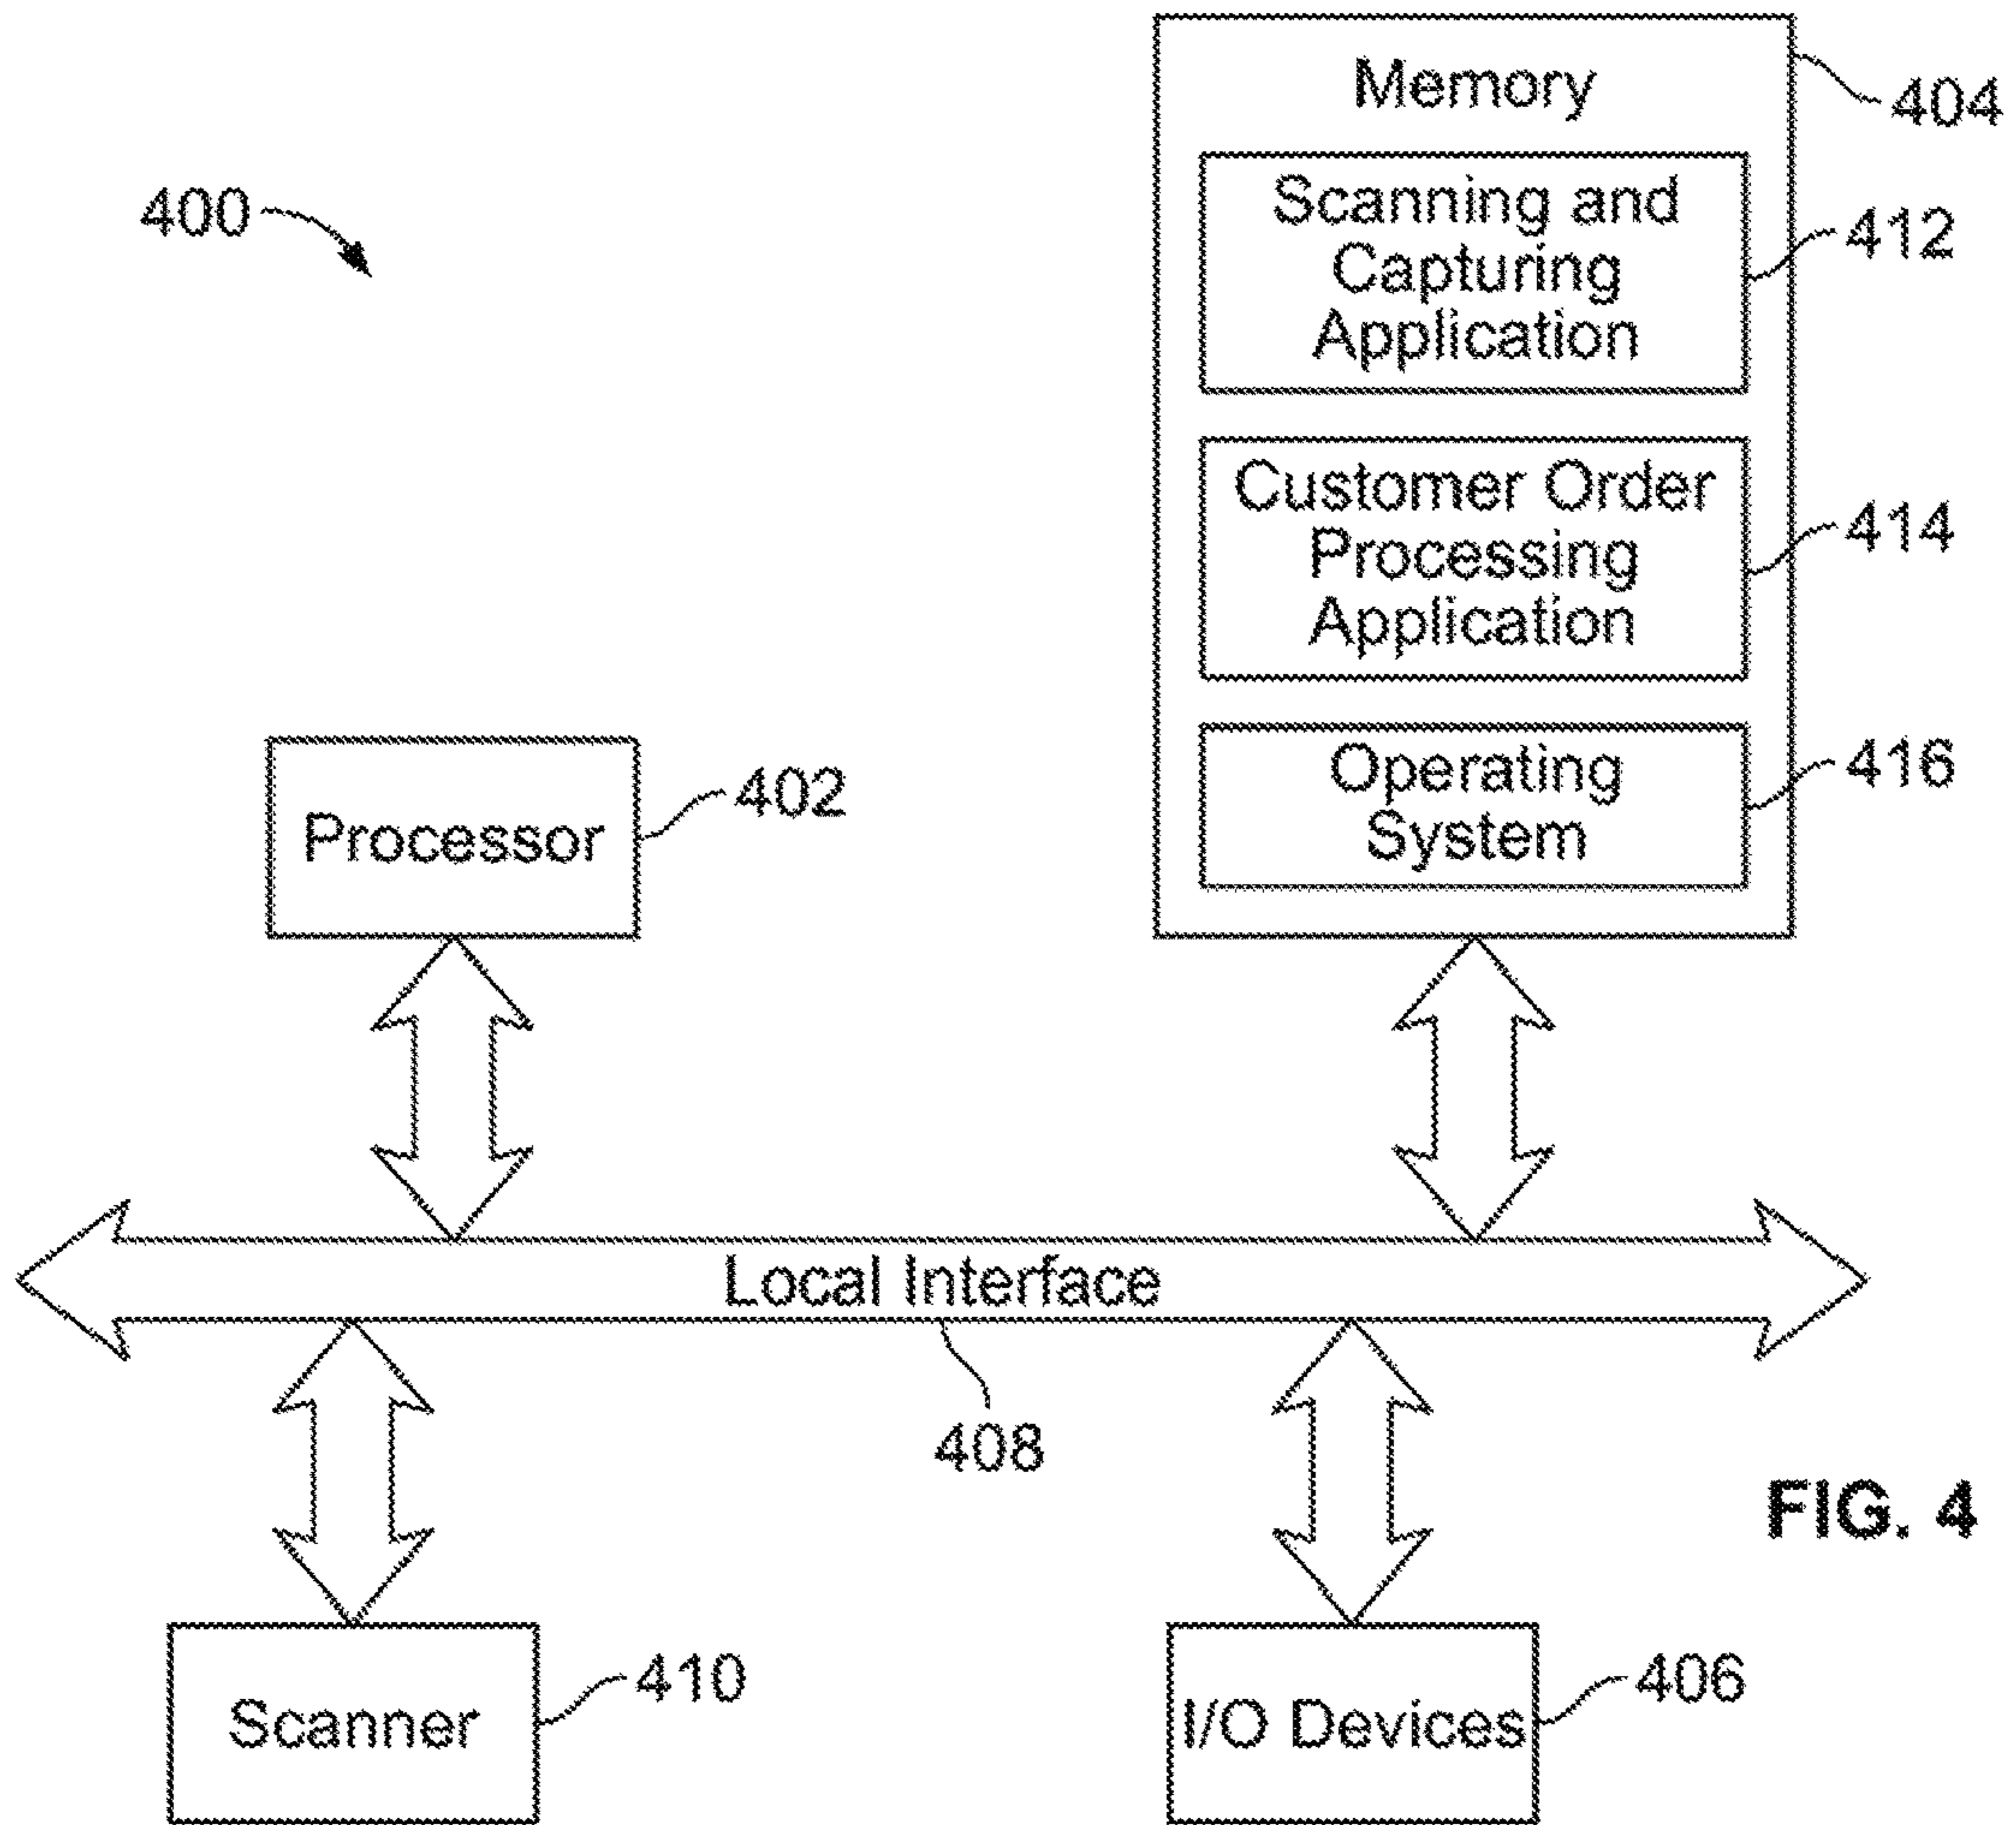 Memory
404
400
Scanning and
Capturing
Application
412
Customer Order
Processing
Application
414
Operating
System
416
Processor
402
Local Interface
408
FIG. 4
Scanner
410
I/O Devices
406